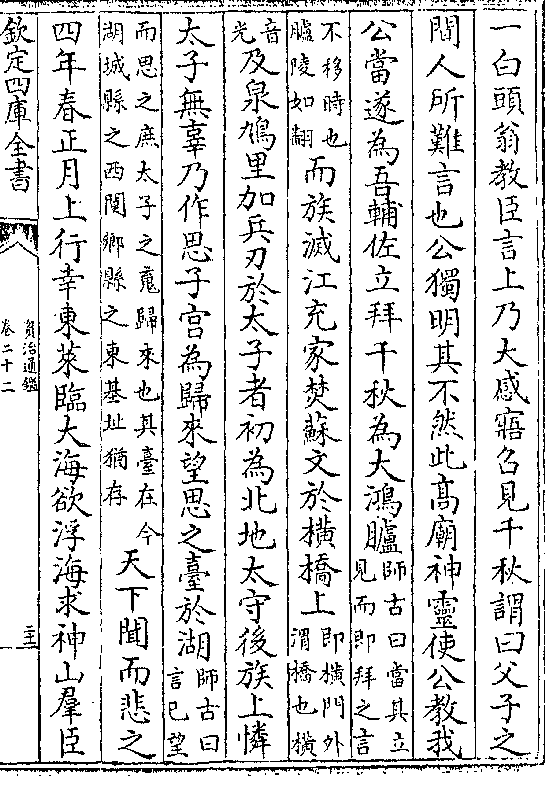 一白頭翁教臣言上乃大感寤召見千秋謂曰父子之
間人所難言也公獨明其不然此髙廟神靈使公教我
公當遂為吾輔佐立拜千秋為大鴻臚師古曰當其立
見而即拜之言
不移時也
臚陵如翻而族滅江充家焚蘇文於橫橋上即橫門外
渭橋也橫
音
光及泉鳩里加兵刃於太子者初為北地太守後族上憐
太子無辜乃作思子宫為歸來望思之臺於湖師古曰
言已望
而思之庶太子之䰟歸來也其臺在今
湖城縣之西閿鄉縣之東基址猶存天下聞而悲之
四年春正月上行幸東萊臨大海欲浮海求神山羣臣
欽定四庫全書
資治通鑑
卷二十二